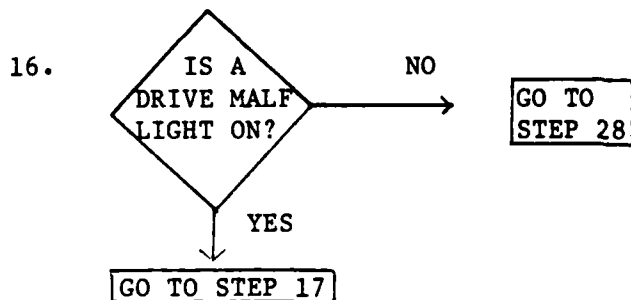 16.
IS A
DRIVE MALF
LIGHT ON?
NO
GO TO
STEP 28
YES
GO TO STEP 17